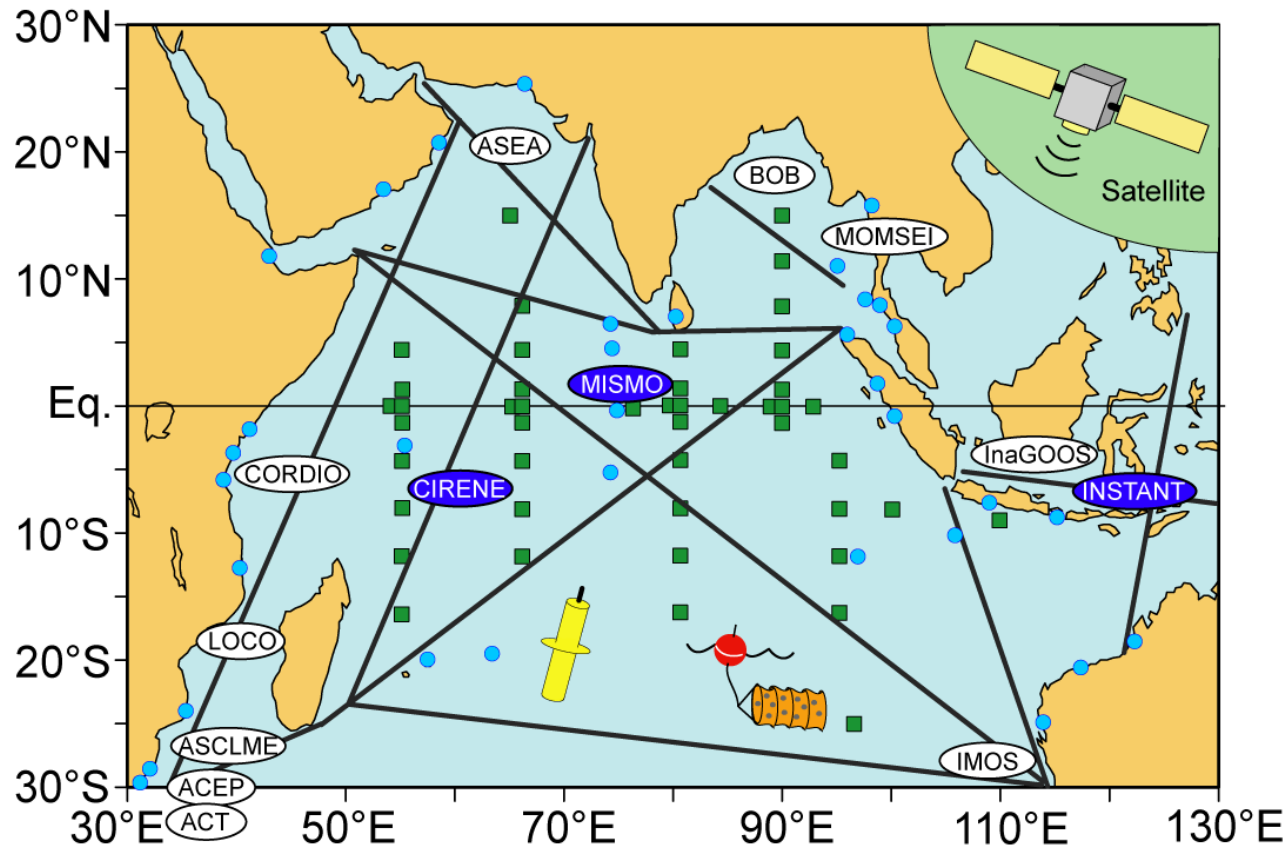 30°N
20°N
10°N
Eq.
10°S
20°S
30°S
30°E
50°E
70°E
90°E
110°E
130°E
ASEA
BOB
MOMSEI
Satellite
MISMO
CORDIO
CIRENE
InaGOOS
INSTANT
LOCO
ASCLME
ACEP
ACT
IMOS